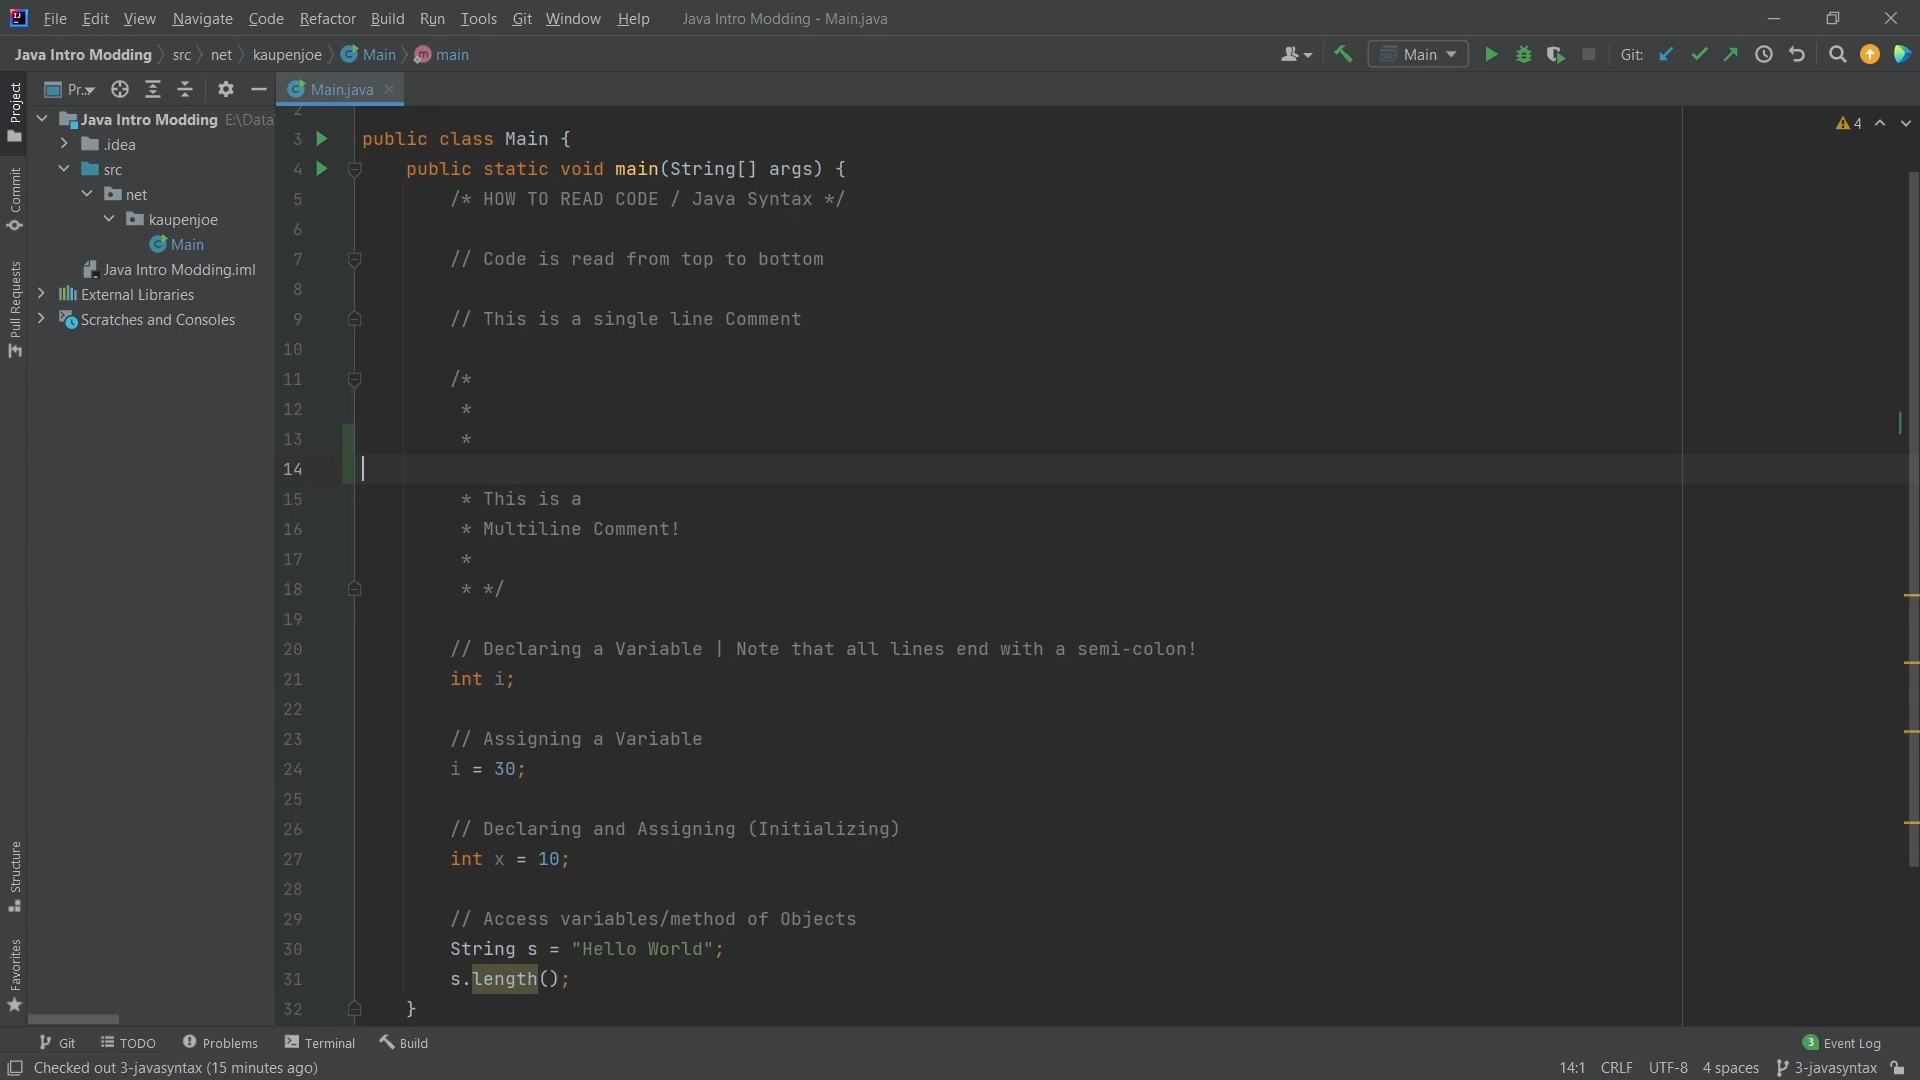 File Edit View Navigate Code Refactor Build Run Tools Git Window Help Java Intro Modding - Main.java
Java Intro Modding src net kaupenjoe Main main Main Git:
Project
Commit
Pull Requests
Structure
Favorites
Pr..
Java Intro Modding E:\Data
.idea
src
net
kaupenjoe
Main
Java Intro Modding.iml
External Libraries
Scratches and Consoles
Main.java
4
2
3 public class Main {
4 public static void main(String[] args) {
5 /* HOW TO READ CODE / Java Syntax */
6
7 // Code is read from top to bottom
8
9 // This is a single line Comment
10
11 /*
12 *
13 *
14
15 * This is a
16 * Multiline Comment!
17 *
18 * */
19
20 // Declaring a Variable | Note that all lines end with a semi-colon!
21 int i;
22
23 // Assigning a Variable
24 i = 30;
25
26 // Declaring and Assigning (Initializing)
27 int x = 10;
28
29 // Access variables/method of Objects
30 String s = "Hello World";
31 s.length();
32 }
Git TODO Problems Terminal Build 3 Event Log
Checked out 3-javasyntax (15 minutes ago) 14:1 CRLF UTF-8 4 spaces 3-javasyntax